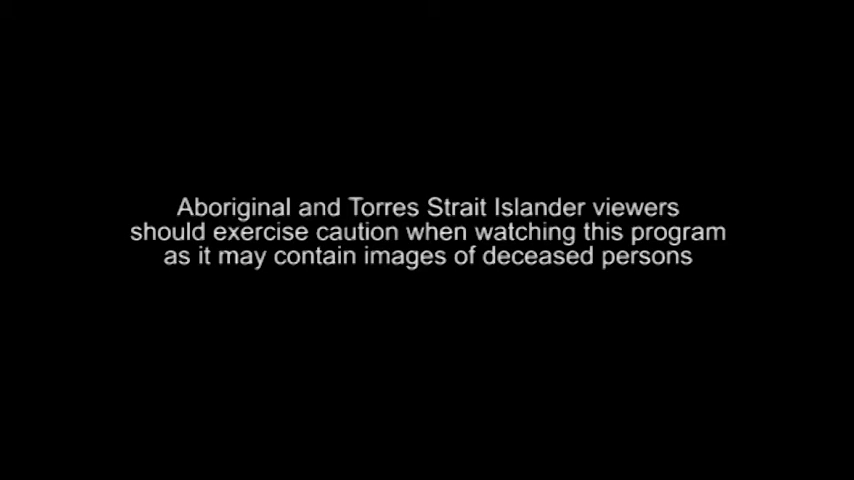 Aboriginal and Torres Strait Islander viewers
should exercise caution when watching this program
as it may contain images of deceased persons